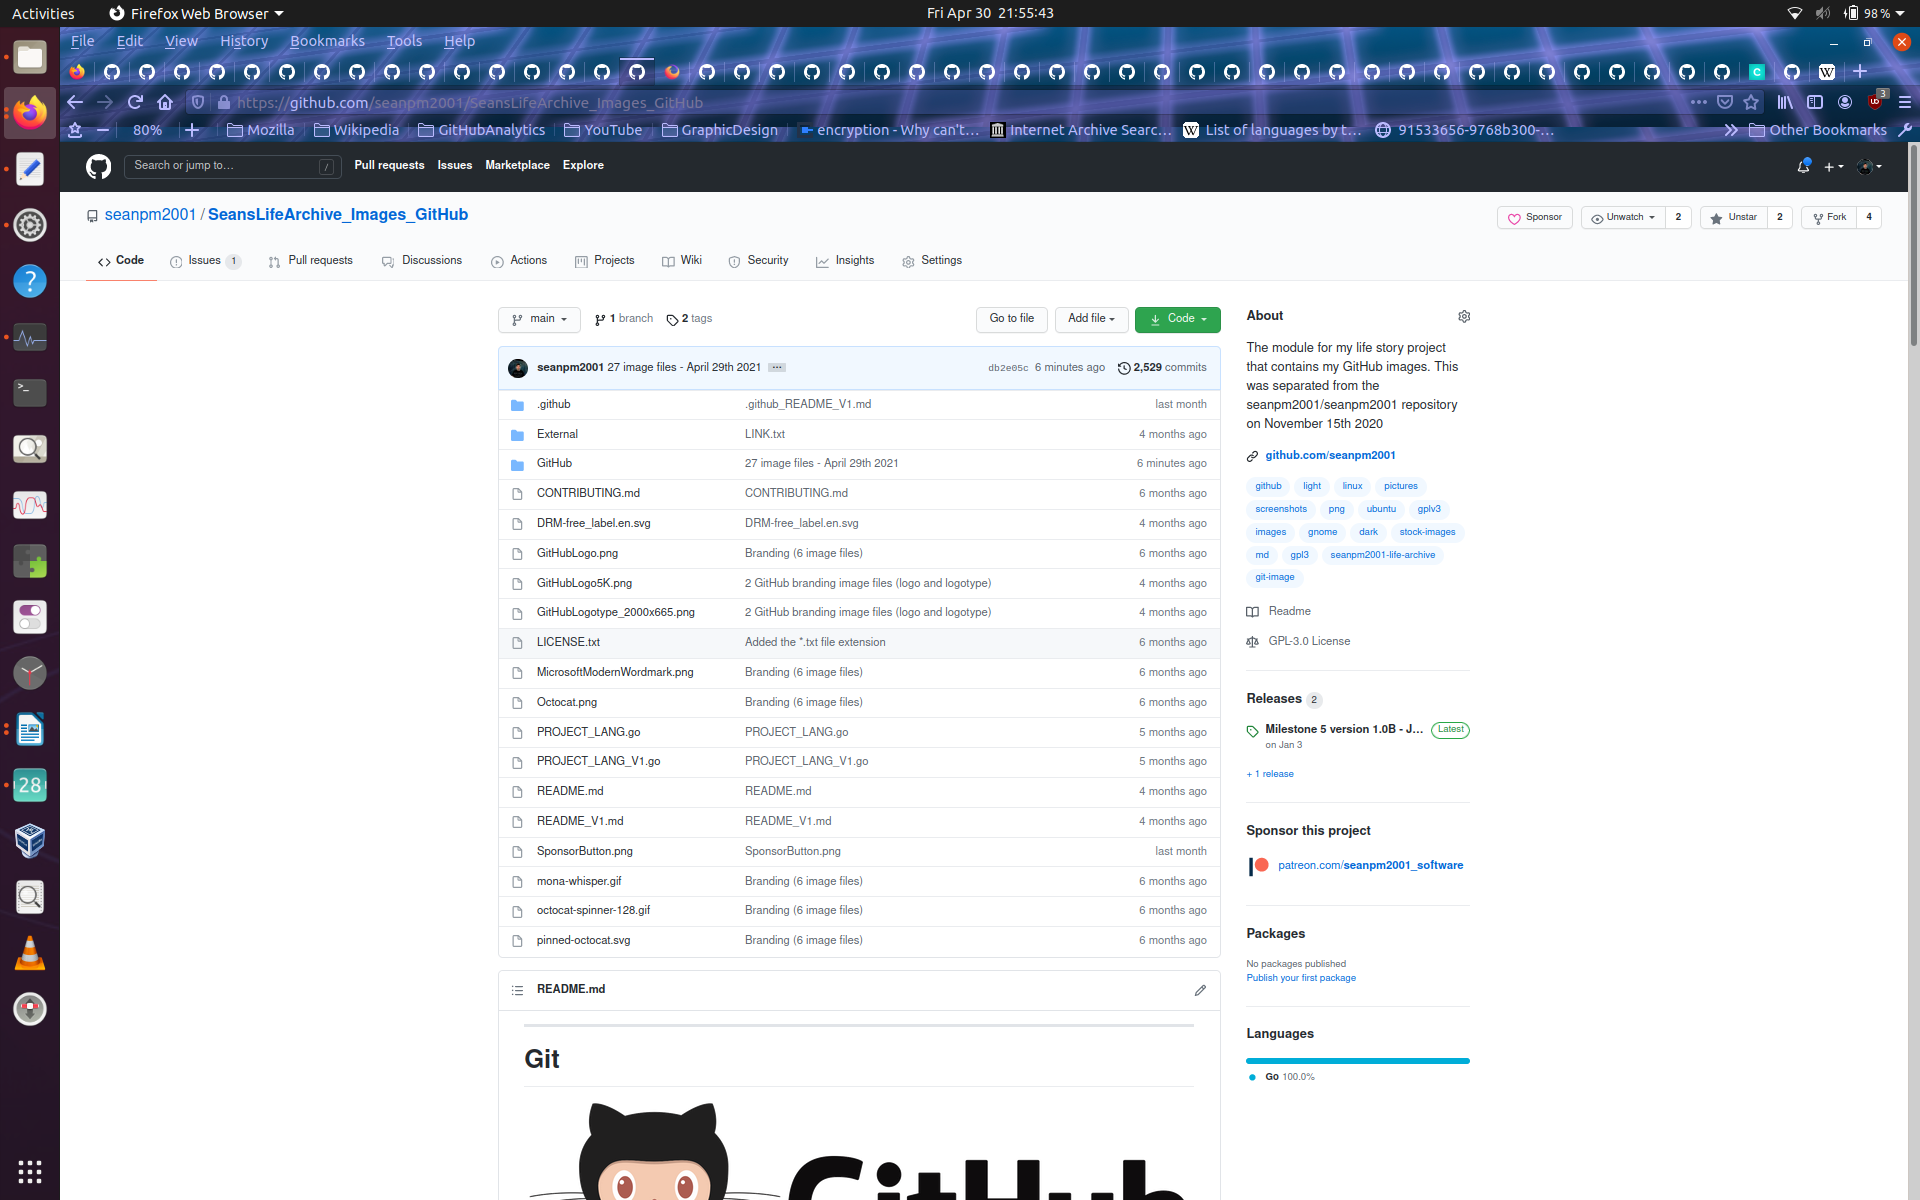 Activities
Firefox Web Browser
Fri Apr 30 21:55:43
98 %
File Edit View History Bookmarks Tools Help
https://github.com/seanpm2001/SeansLifeArchive_Images_GitHub
3
80%
Mozilla
Wikipedia
GitHubAnalytics
YouTube
GraphicDesign
encryption - Why can't…
Internet Archive Searc…
List of languages by t…
91533656-9768b300-…
Other Bookmarks
Search or jump to… /
Pull requests Issues Marketplace Explore
seanpm2001 / SeansLifeArchive_Images_GitHub
Sponsor
Unwatch 2
Unstar 2
Fork 4
Code
Issues 1
Pull requests
Discussions
Actions
Projects
Wiki
Security
Insights
Settings
main
1 branch
2 tags
Go to file
Add file
Code
seanpm2001 27 image files - April 29th 2021 ... db2e05c 6 minutes ago 2,529 commits
.github .github_README_V1.md last month
External LINK.txt 4 months ago
GitHub 27 image files - April 29th 2021 6 minutes ago
CONTRIBUTING.md CONTRIBUTING.md 6 months ago
DRM-free_label.en.svg DRM-free_label.en.svg 4 months ago
GitHubLogo.png Branding (6 image files) 6 months ago
GitHubLogo5K.png 2 GitHub branding image files (logo and logotype) 4 months ago
GitHubLogotype_2000x665.png 2 GitHub branding image files (logo and logotype) 4 months ago
LICENSE.txt Added the *.txt file extension 6 months ago
MicrosoftModernWordmark.png Branding (6 image files) 6 months ago
Octocat.png Branding (6 image files) 6 months ago
PROJECT_LANG.go PROJECT_LANG.go 5 months ago
PROJECT_LANG_V1.go PROJECT_LANG_V1.go 5 months ago
README.md README.md 4 months ago
README_V1.md README_V1.md 4 months ago
SponsorButton.png SponsorButton.png last month
mona-whisper.gif Branding (6 image files) 6 months ago
octocat-spinner-128.gif Branding (6 image files) 6 months ago
pinned-octocat.svg Branding (6 image files) 6 months ago
README.md
Git
GitHub
About
The module for my life story project
that contains my GitHub images. This
was separated from the
seanpm2001/seanpm2001 repository
on November 15th 2020
github.com/seanpm2001
github light linux pictures
screenshots png ubuntu gplv3
images gnome dark stock-images
md gpl3 seanpm2001-life-archive
git-image
Readme
GPL-3.0 License
Releases 2
Milestone 5 version 1.0B - J... Latest
on Jan 3
+ 1 release
Sponsor this project
patreon.com/seanpm2001_software
Packages
No packages published
Publish your first package
Languages
Go 100.0%
28